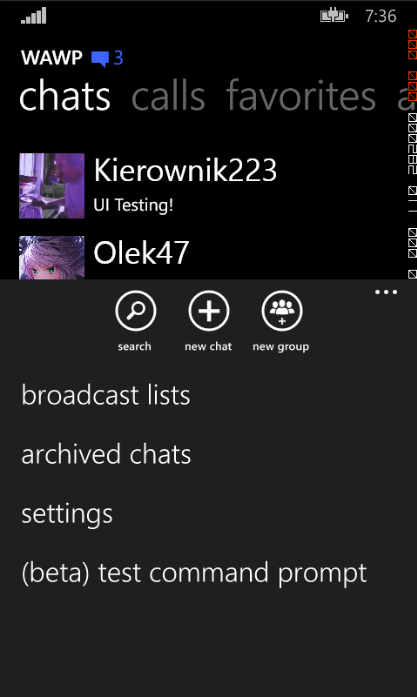 7:36
WAWP 3
chats calls favorites a
Kierownik223
UI Testing!
Olek47
search new chat new group
broadcast lists
archived chats
settings
(beta) test command prompt